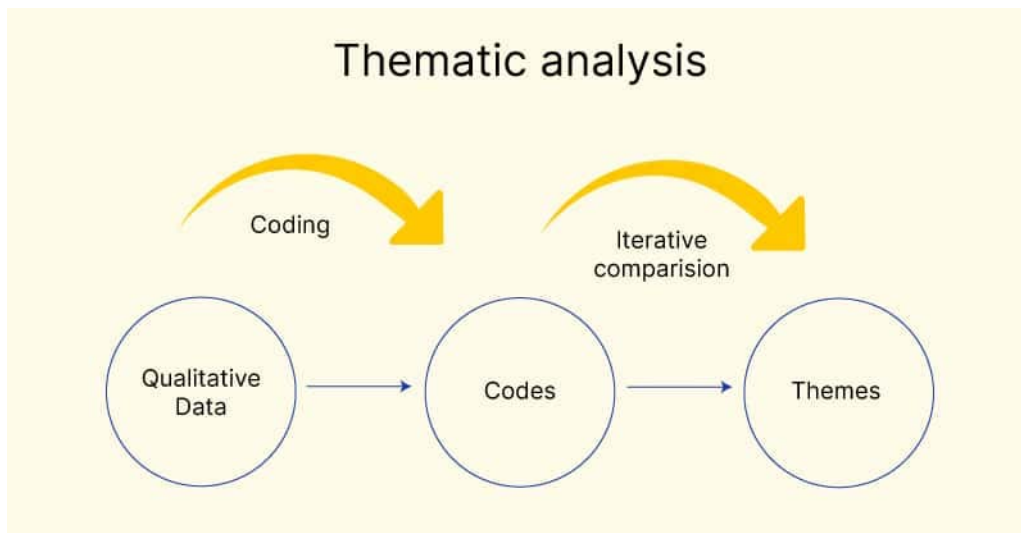 Thematic analysis
Coding
Iterative
comparision
Qualitative
Data
Codes
Themes